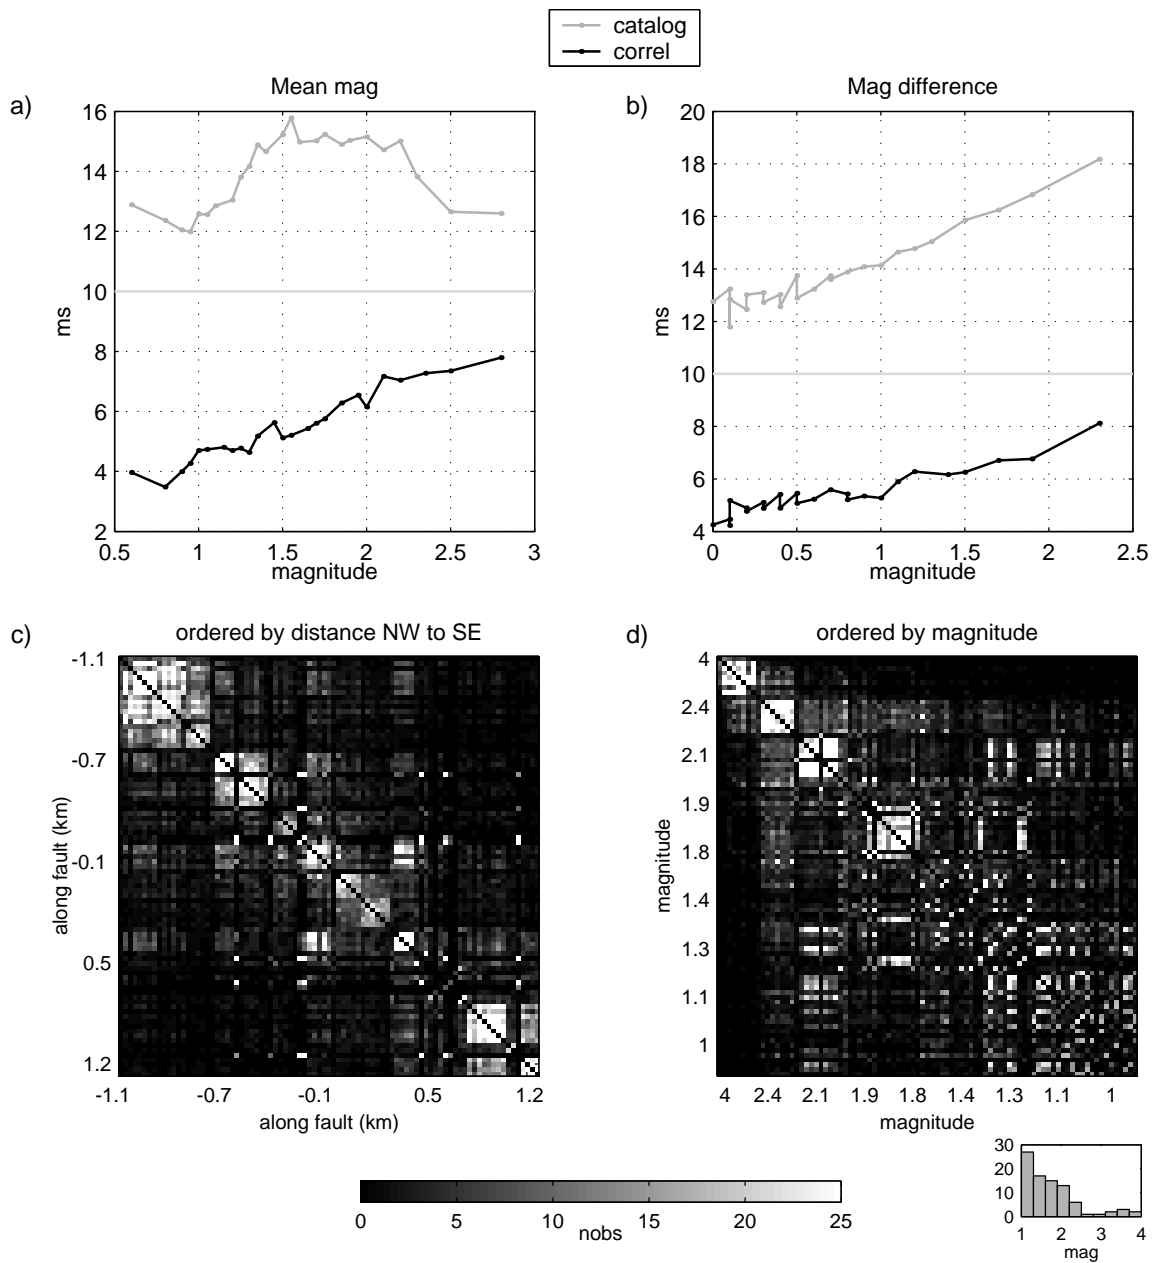 catalog
correl
a)
Mean mag
16
14
12
10
8
6
4
2
ms
0.5 1 1.5 2 2.5 3
magnitude
b)
Mag difference
20
18
16
14
12
10
8
6
4
ms
0 0.5 1 1.5 2 2.5
magnitude
c)
ordered by distance NW to SE
-1.1
-0.7
-0.1
0.5
1.2
along fault (km)
-1.1 -0.7 -0.1 0.5 1.2
along fault (km)
d)
ordered by magnitude
4
2.4
2.1
1.9
1.8
1.4
1.3
1.1
1
magnitude
4 2.4 2.1 1.9 1.8 1.4 1.3 1.1 1
magnitude
0 5 10 15 20 25
nobs
30
20
10
0
1 2 3 4
mag